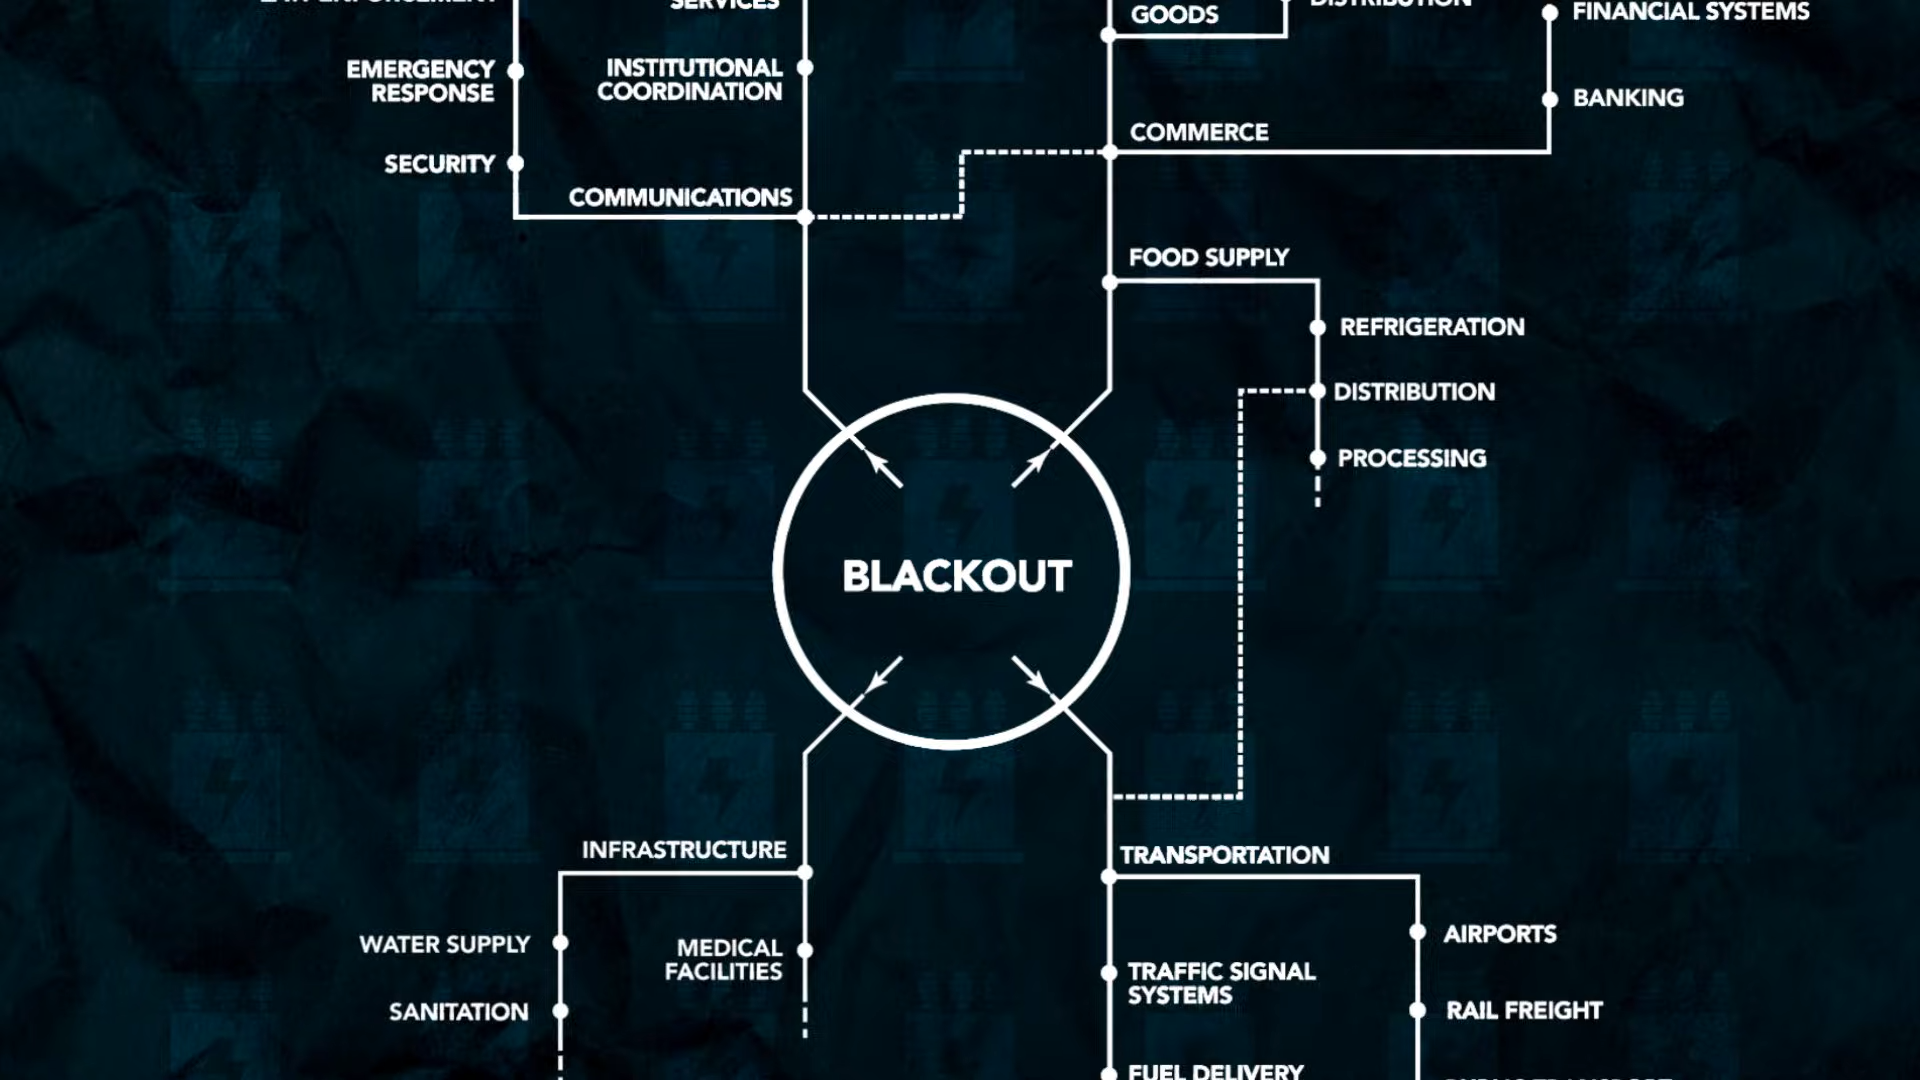 LAW ENFORCEMENT
SERVICES
GOODS
DISTRIBUTION
FINANCIAL SYSTEMS
EMERGENCY
RESPONSE
INSTITUTIONAL
COORDINATION
BANKING
COMMERCE
SECURITY
COMMUNICATIONS
FOOD SUPPLY
REFRIGERATION
DISTRIBUTION
PROCESSING
BLACKOUT
INFRASTRUCTURE
TRANSPORTATION
WATER SUPPLY
MEDICAL
FACILITIES
AIRPORTS
TRAFFIC SIGNAL
SYSTEMS
SANITATION
RAIL FREIGHT
FUEL DELIVERY